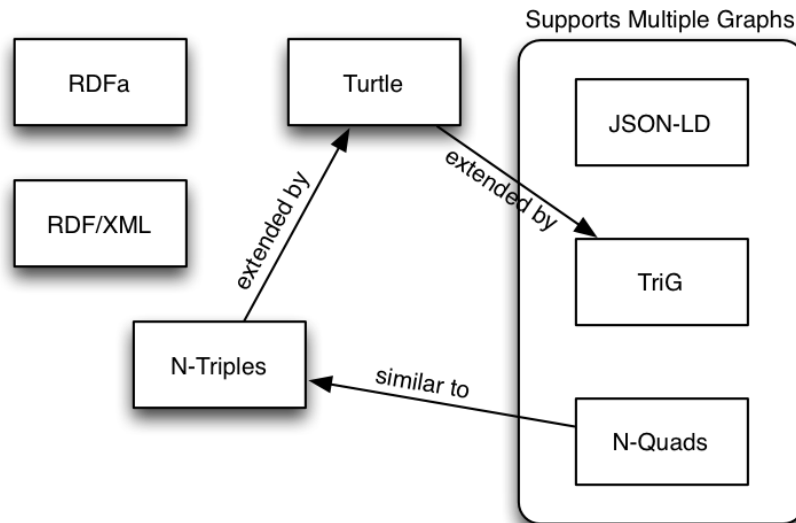 Supports Multiple Graphs
RDFa
Turtle
JSON-LD
extended by
extended by
RDF/XML
TriG
N-Triples
similar to
N-Quads